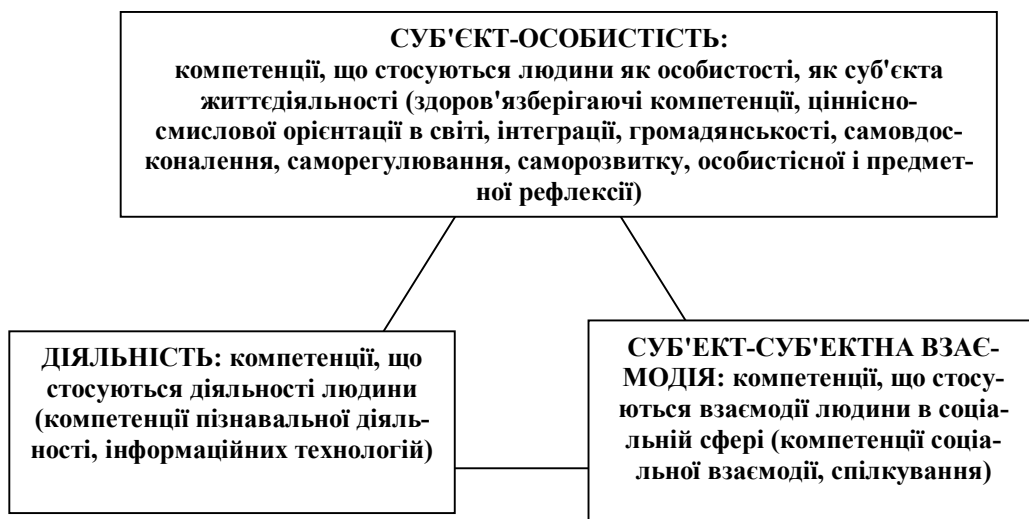 СУБ'ЄКТ-ОСОБИСТІСТЬ:
компетенції, що стосуються людини як особистості, як суб'єкта
життєдіяльності (здоров'язберігаючі компетенції, ціннісно-
смислової орієнтації в світі, інтеграції, громадянськості, самовдос-
коналення, саморегулювання, саморозвитку, особистісної і предмет-
ної рефлексії)
ДІЯЛЬНІСТЬ: компетенції, що
стосуються діяльності людини
(компетенції пізнавальної діяль-
ності, інформаційних технологій)
СУБ'ЕКТ-СУБ'ЕКТНА ВЗАЄ-
МОДІЯ: компетенції, що стосу-
ються взаємодії людини в соціа-
льній сфері (компетенції соціа-
льної взаємодії, спілкування)